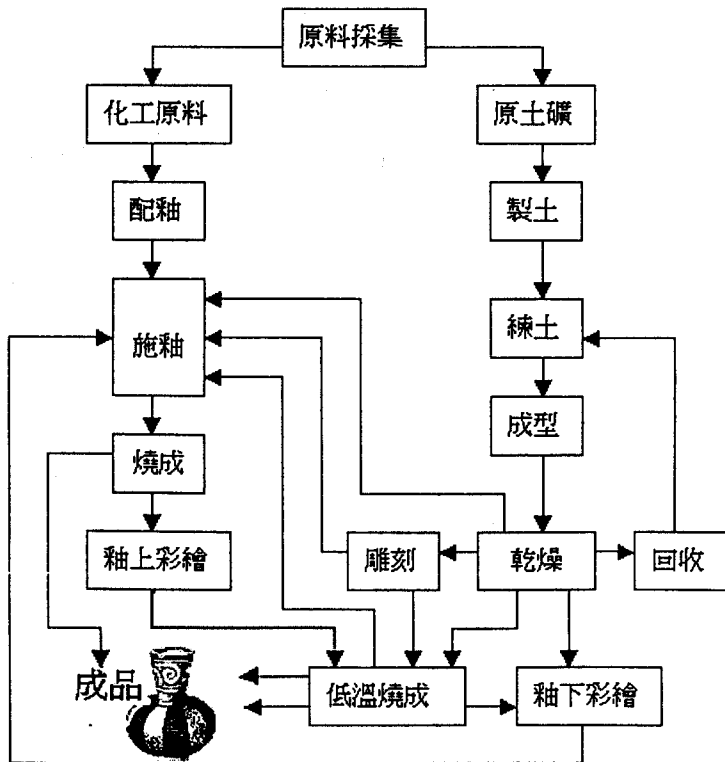 原料採集
化工原料
原土礦
配釉
製土
施釉
練土
成型
燒成
釉上彩繪
雕刻
乾燥
回收
成品
低溫燒成
釉下彩繪